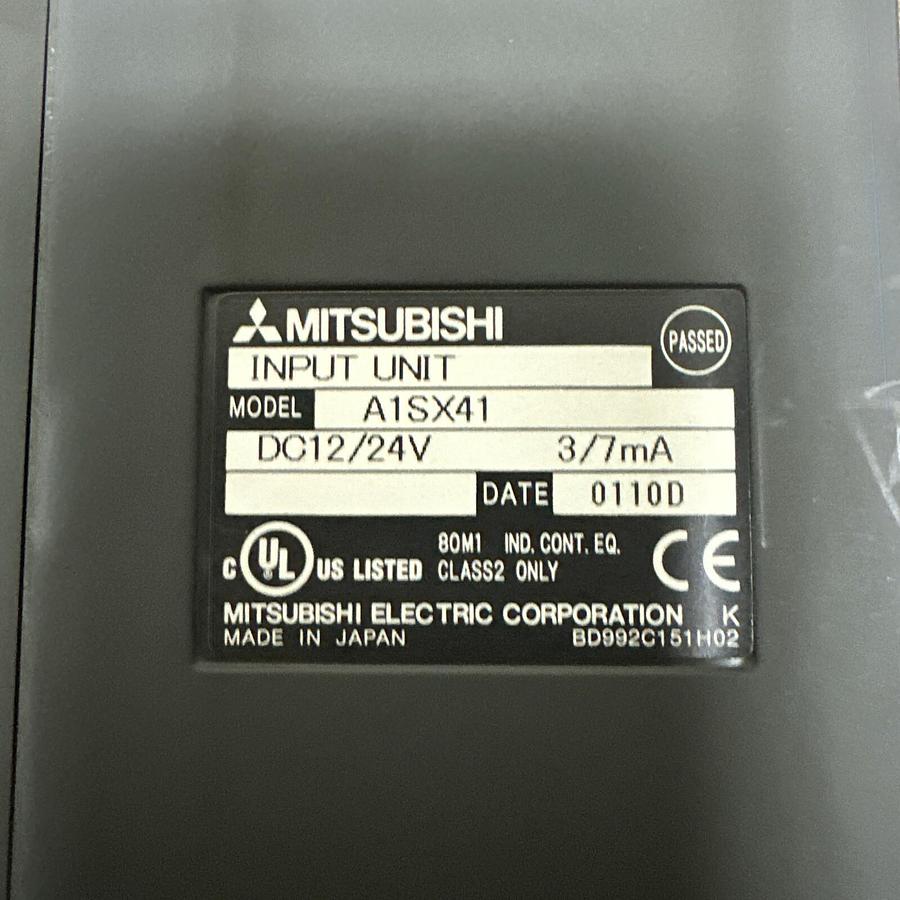 MITSUBISHI
PASSED
INPUT UNIT
MODEL A1SX41
DC12/24V 3/7mA
DATE 0110D
C UL US LISTED 80M1 IND. CONT. EQ.
CLASS2 ONLY
CE
MITSUBISHI ELECTRIC CORPORATION K
MADE IN JAPAN BD992C151H02